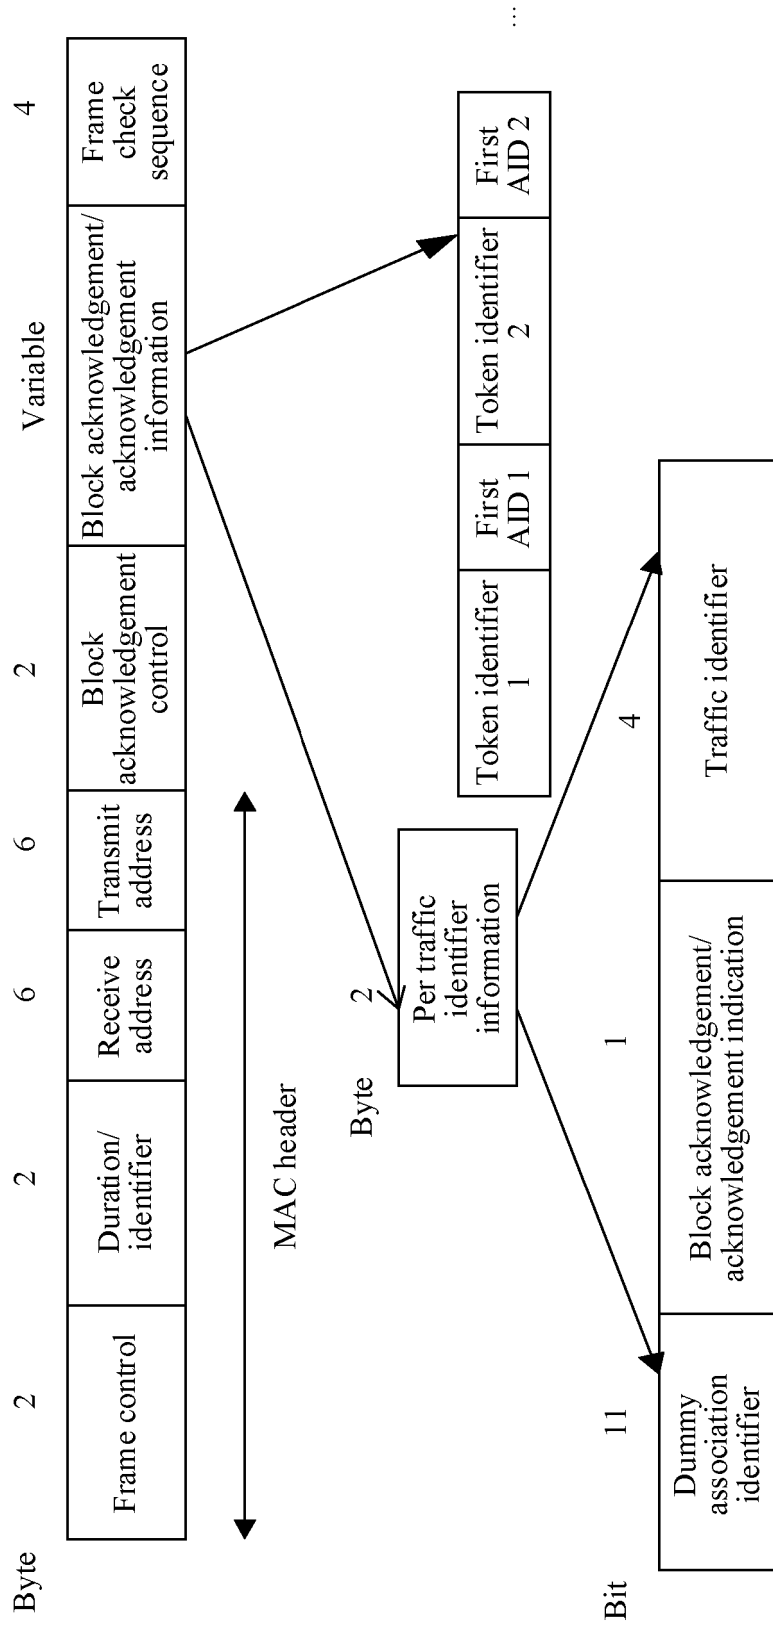 Byte
2
2
6
6
2
Variable
4
Frame control
Duration/
identifier
Receive
address
Transmit
address
Block
acknowledgement
control
Block acknowledgement/
acknowledgement
information
Frame
check
sequence
MAC header
Byte
2
Per traffic
identifier
information
Token identifier
1
First
AID 1
Token identifier
2
First
AID 2
...
Bit
11
1
4
Dummy
association
identifier
Block acknowledgement/
acknowledgement indication
Traffic identifier